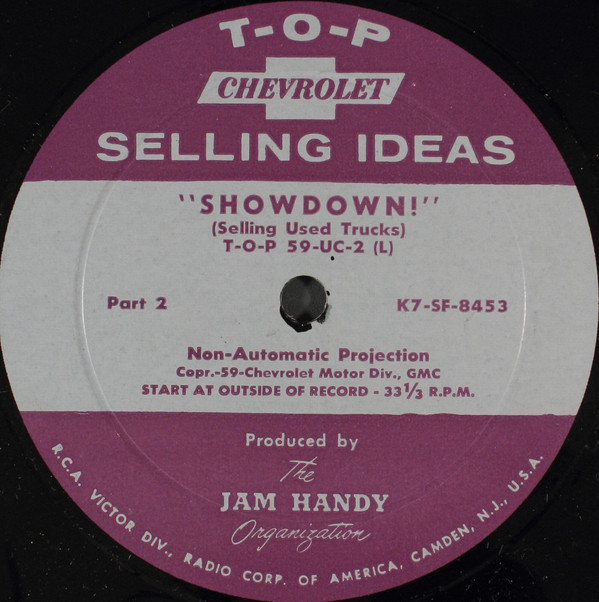 T-O-P
CHEVROLET
SELLING IDEAS
"SHOWDOWN!"
(Selling Used Trucks)
T-O-P 59-UC-2 (L)
Part 2
K7-SF-8453
Non-Automatic Projection
Copr.-59-Chevrolet Motor Div., GMC
START AT OUTSIDE OF RECORD - 33 1/3 R.P.M.
Produced by
The
JAM HANDY
Organization
R.C.A. VICTOR DIV., RADIO CORP. OF AMERICA, CAMDEN, N.J., U.S.A.